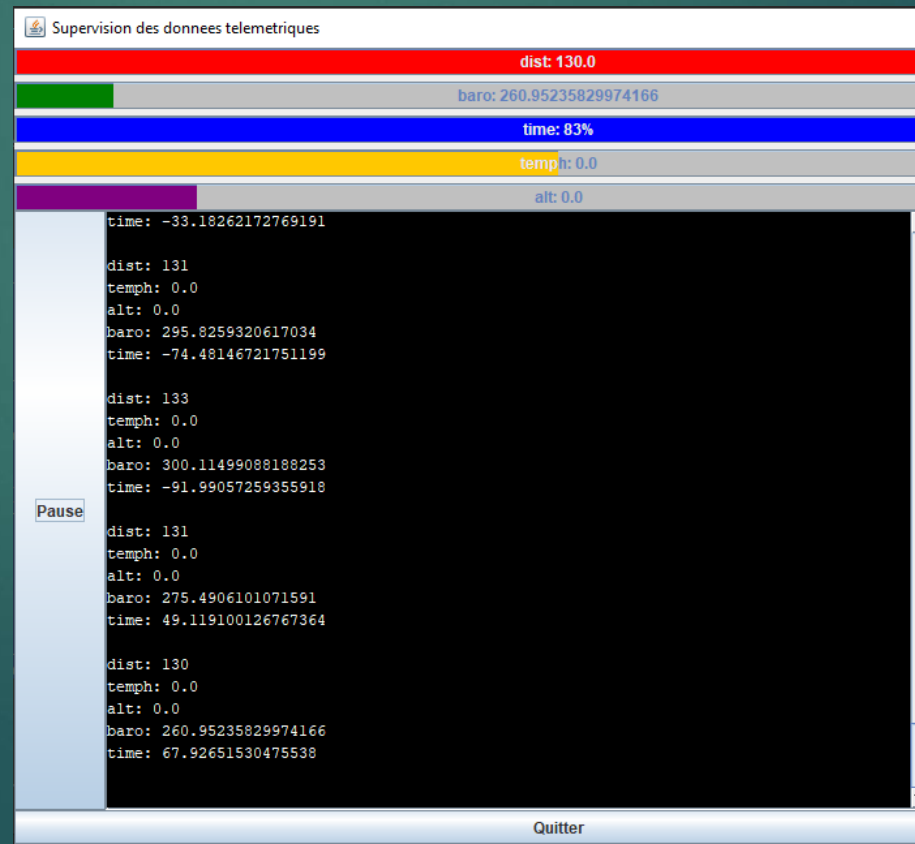 Supervision des donnees telemetriques
dist: 130.0
baro: 260.95235829974166
time: 83%
temph: 0.0
alt: 0.0
time: -33.18262172769191
dist: 131
temph: 0.0
alt: 0.0
baro: 295.8259320617034
time: -74.48146721751199
dist: 133
temph: 0.0
alt: 0.0
baro: 300.11499088188253
time: -91.99057259355918
Pause
dist: 131
temph: 0.0
alt: 0.0
baro: 275.4906101071591
time: 49.119100126767364
dist: 130
temph: 0.0
alt: 0.0
baro: 260.95235829974166
time: 67.92651530475538
Quitter